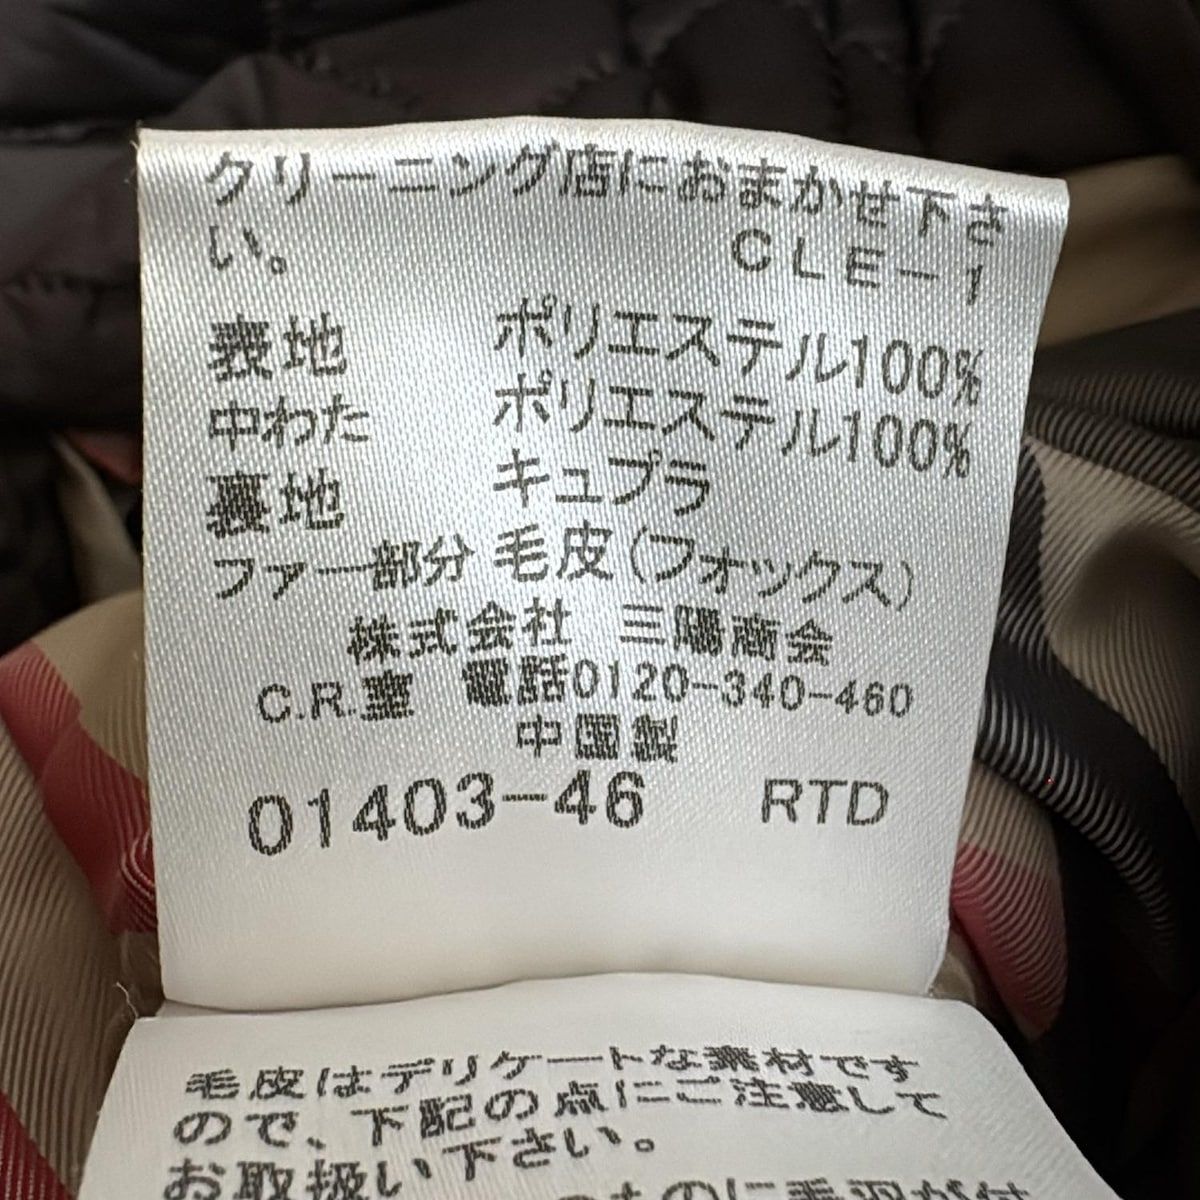 クリーニング店におまかせ下さ
い。 CLE-1
表地 ポリエステル100%
中わた ポリエステル100%
裏地 キュプラ
ファー部分 毛皮(フォックス)
株式会社 三陽商会
C.R.室 電話0120-340-460
中国製
01403-46 RTD
毛皮はデリケートな素材です
ので、下記の点にご注意して
お取扱い下さい。